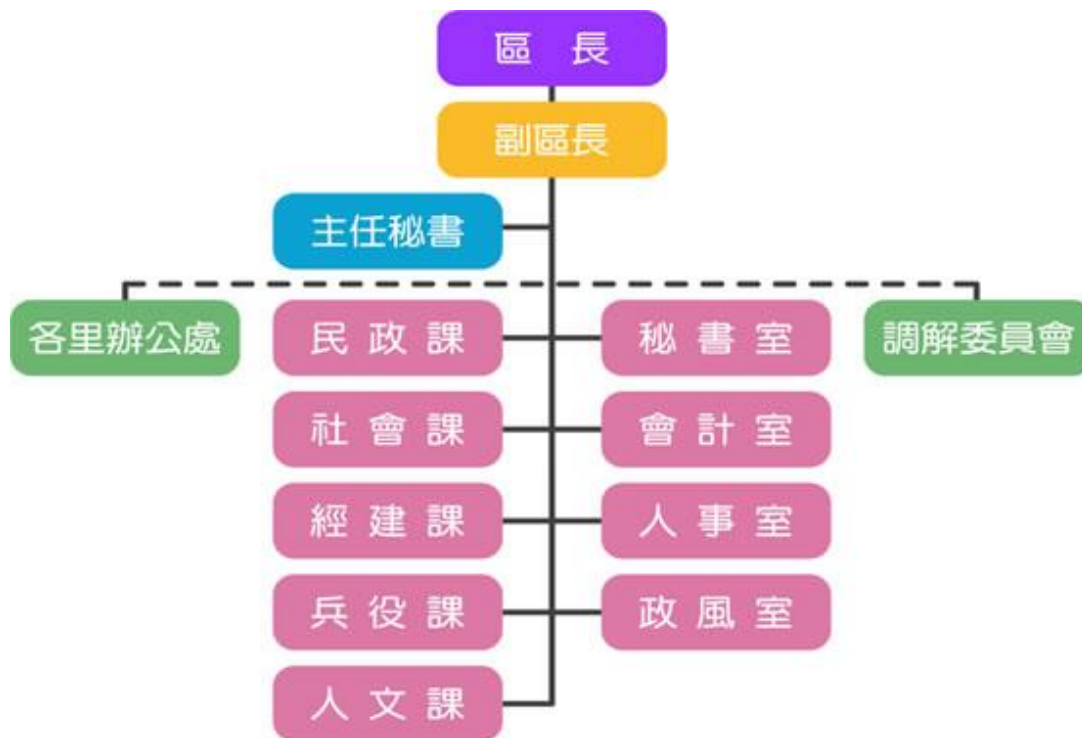 區長
副區長
主任秘書
各里辦公處
民政課
秘書室
調解委員會
社會課
會計室
經建課
人事室
兵役課
政風室
人文課